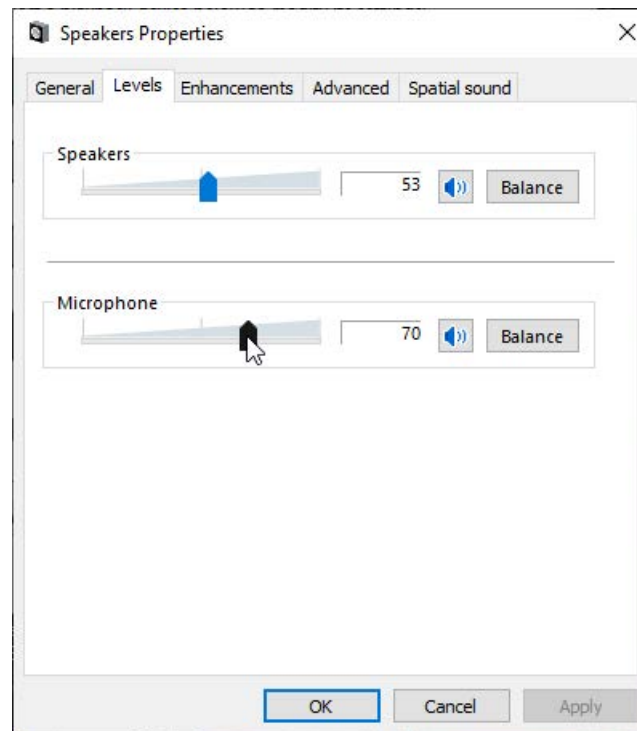 Speakers Properties
General Levels Enhancements Advanced Spatial sound
Speakers
53 Balance
Microphone
70 Balance
OK Cancel Apply